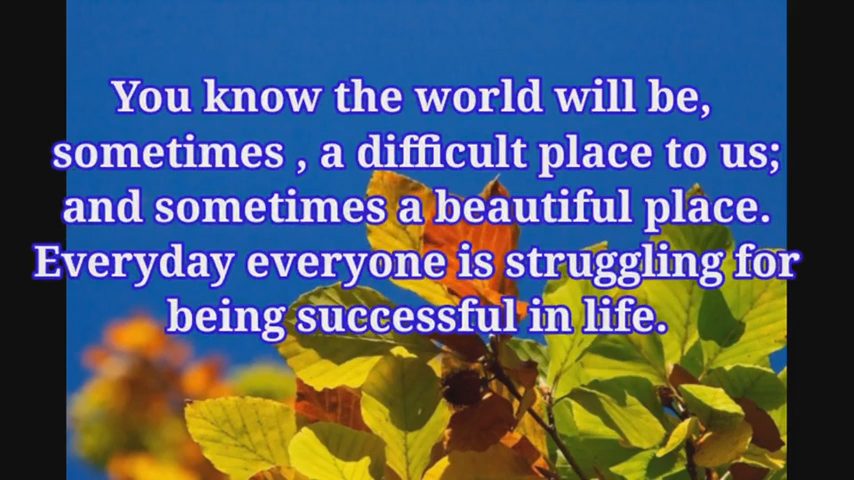 You know the world will be,
sometimes , a difficult place to us;
and sometimes a beautiful place.
Everyday everyone is struggling for
being successful in life.